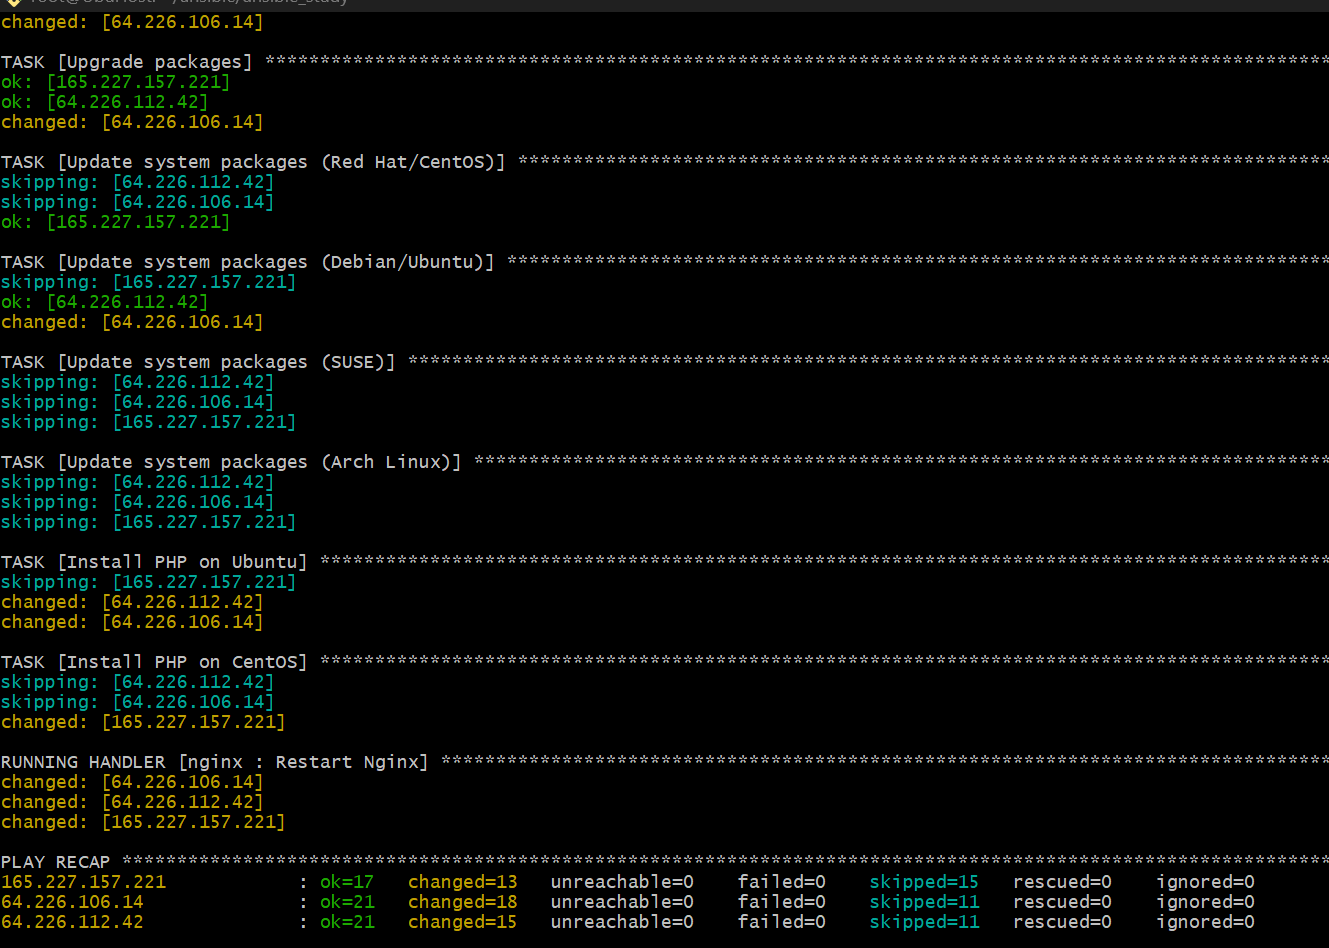 changed: [64.226.106.14]
TASK [Upgrade packages] *************************************************************************************************
ok: [165.227.157.221]
ok: [64.226.112.42]
changed: [64.226.106.14]
TASK [Update system packages (Red Hat/CentOS)] **************************************************************************
skipping: [64.226.112.42]
skipping: [64.226.106.14]
ok: [165.227.157.221]
TASK [Update system packages (Debian/Ubuntu)] ***************************************************************************
skipping: [165.227.157.221]
ok: [64.226.112.42]
changed: [64.226.106.14]
TASK [Update system packages (SUSE)] ************************************************************************************
skipping: [64.226.112.42]
skipping: [64.226.106.14]
skipping: [165.227.157.221]
TASK [Update system packages (Arch Linux)] ******************************************************************************
skipping: [64.226.112.42]
skipping: [64.226.106.14]
skipping: [165.227.157.221]
TASK [Install PHP on Ubuntu] ********************************************************************************************
skipping: [165.227.157.221]
changed: [64.226.112.42]
changed: [64.226.106.14]
TASK [Install PHP on CentOS] ********************************************************************************************
skipping: [64.226.112.42]
skipping: [64.226.106.14]
changed: [165.227.157.221]
RUNNING HANDLER [nginx : Restart Nginx] *********************************************************************************
changed: [64.226.106.14]
changed: [64.226.112.42]
changed: [165.227.157.221]
PLAY RECAP **************************************************************************************************************
165.227.157.221 : ok=17 changed=13 unreachable=0 failed=0 skipped=15 rescued=0 ignored=0
64.226.106.14 : ok=21 changed=18 unreachable=0 failed=0 skipped=11 rescued=0 ignored=0
64.226.112.42 : ok=21 changed=15 unreachable=0 failed=0 skipped=11 rescued=0 ignored=0